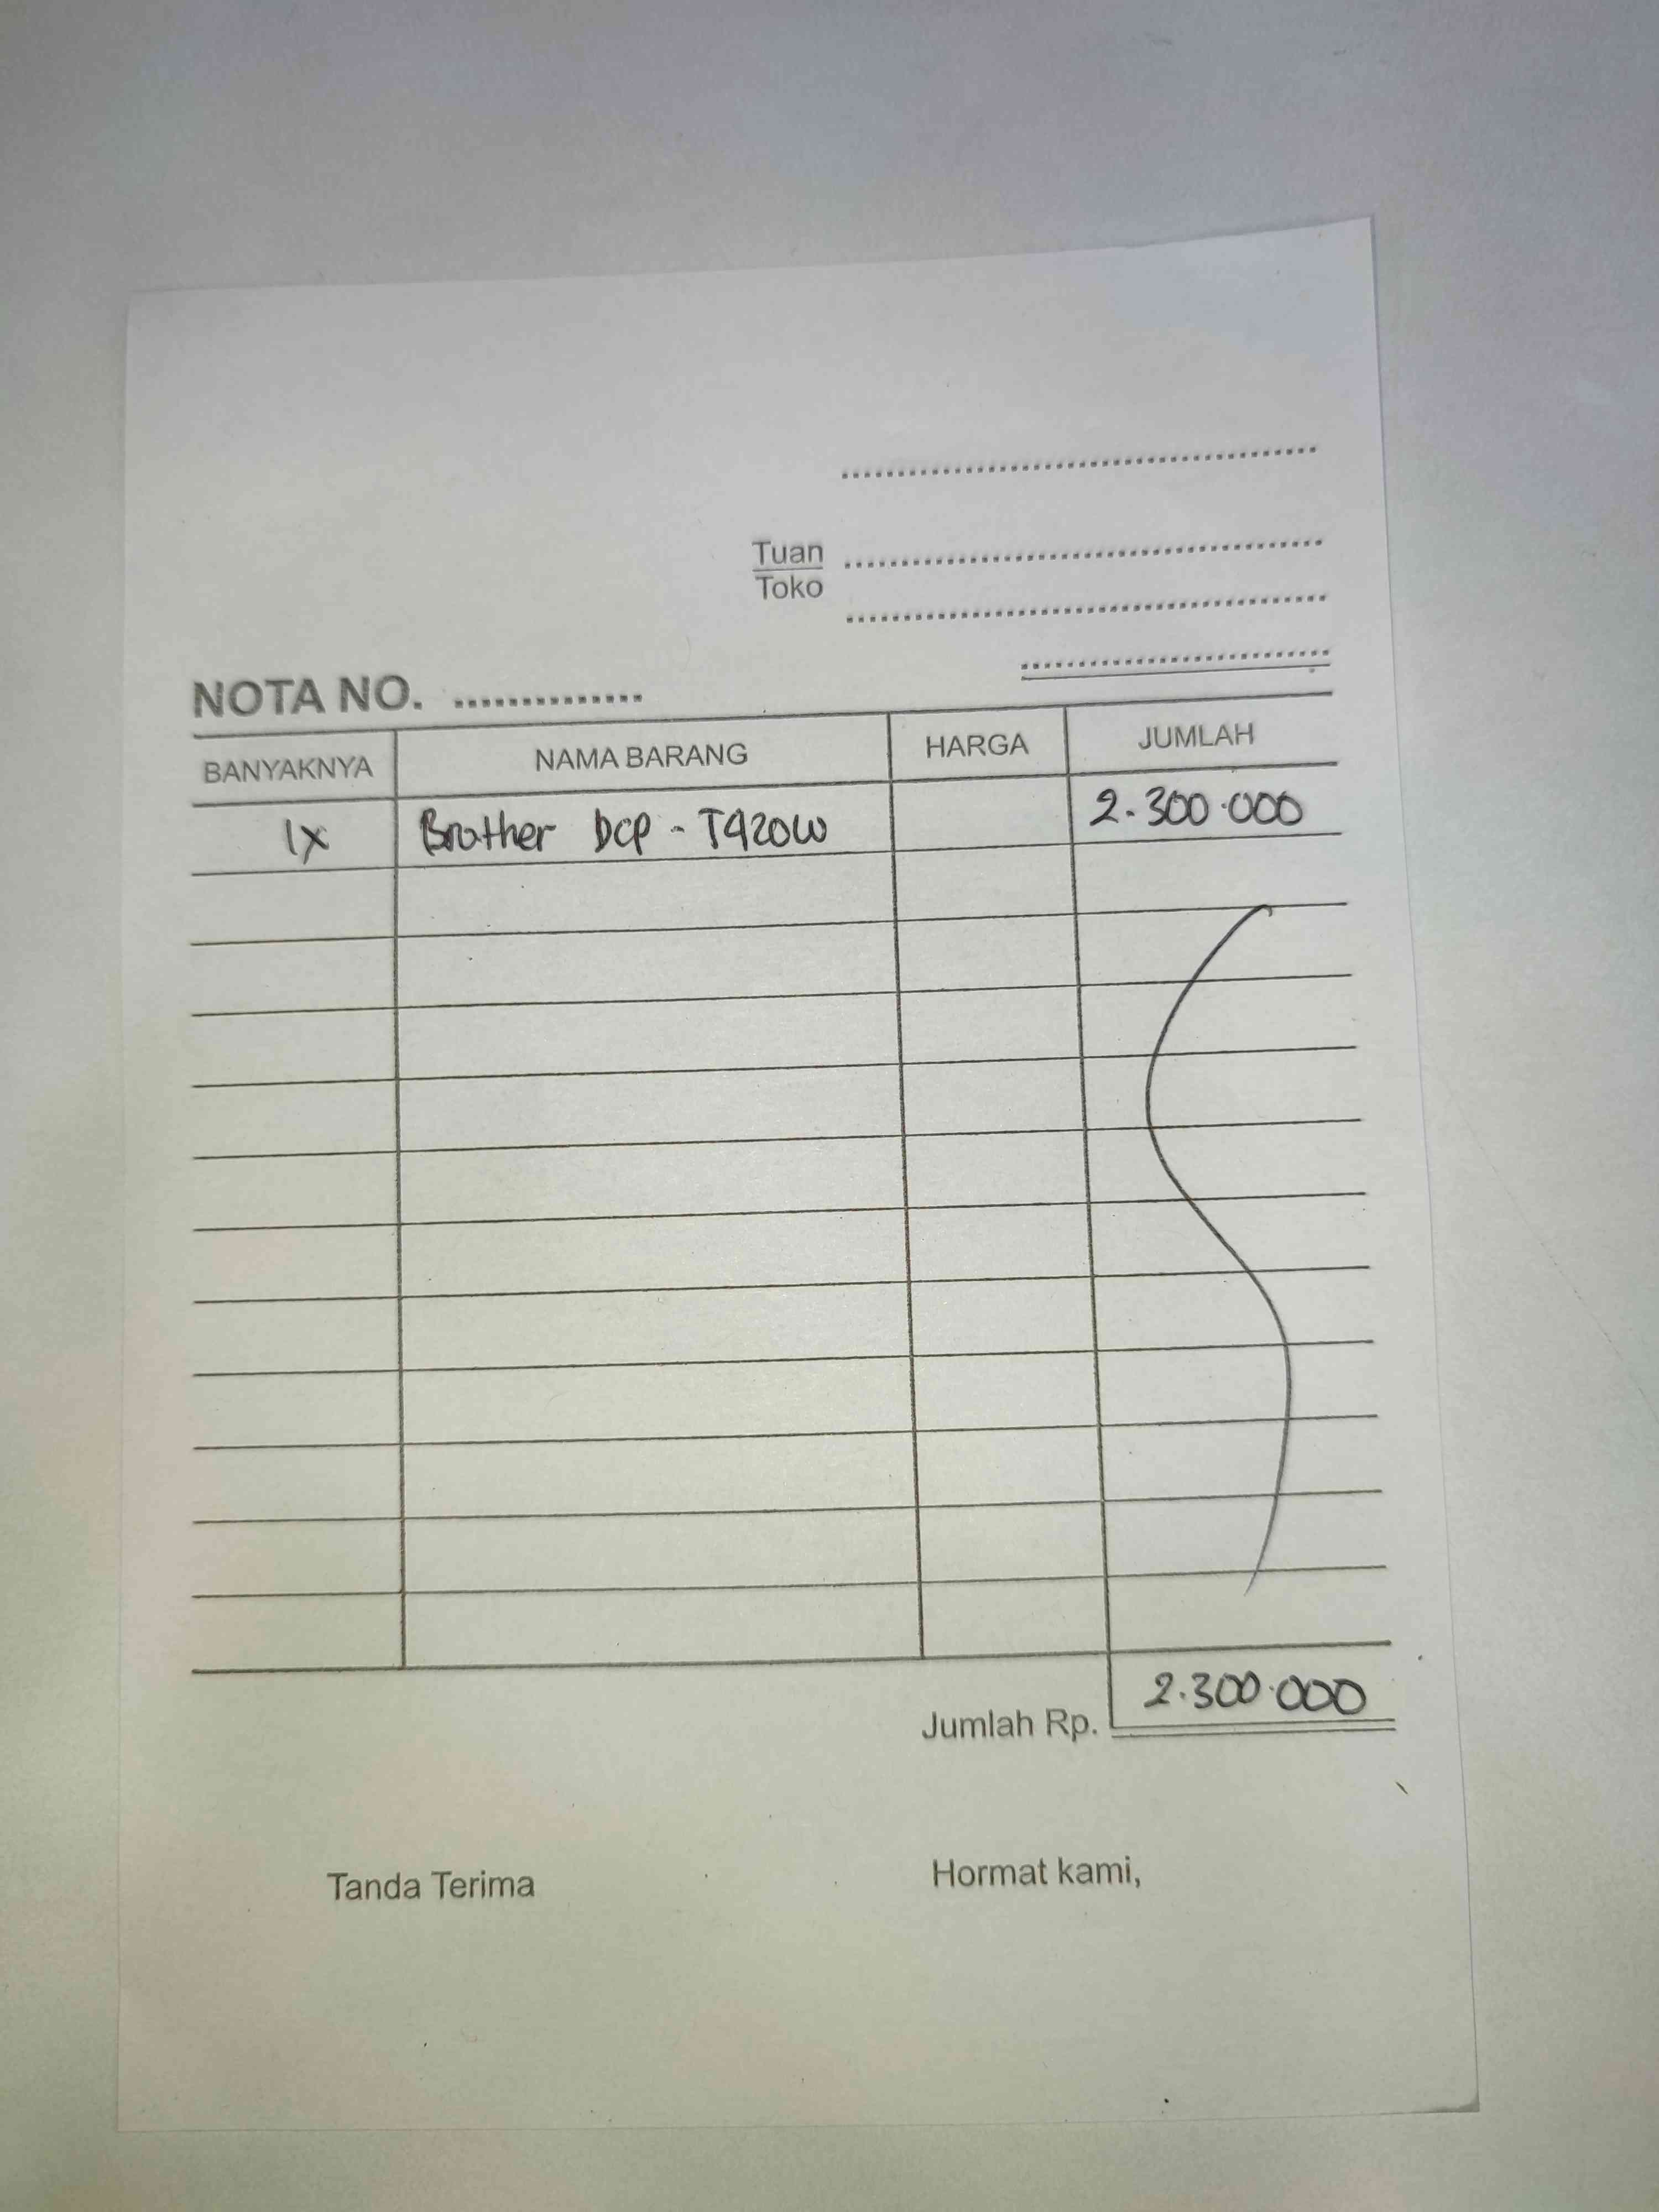 Tuan
Toko
NOTA NO. ..............
BANYAKNYA NAMA BARANG HARGA JUMLAH
1x Brother DCP - T420W 2.300.000
Jumlah Rp. 2.300.000
Tanda Terima Hormat kami,